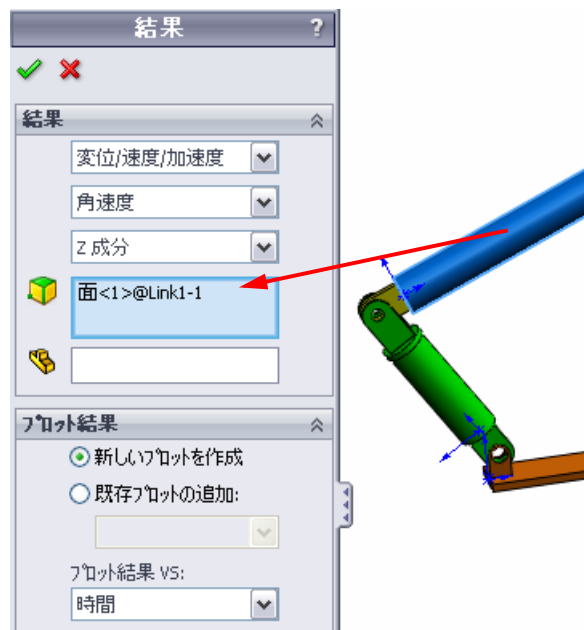 結果 ?
結果
変位/速度/加速度
角速度
Z 成分
面<1>@Link1-1
プロット結果
新しいプロットを作成
既存プロットの追加:
プロット結果 VS:
時間